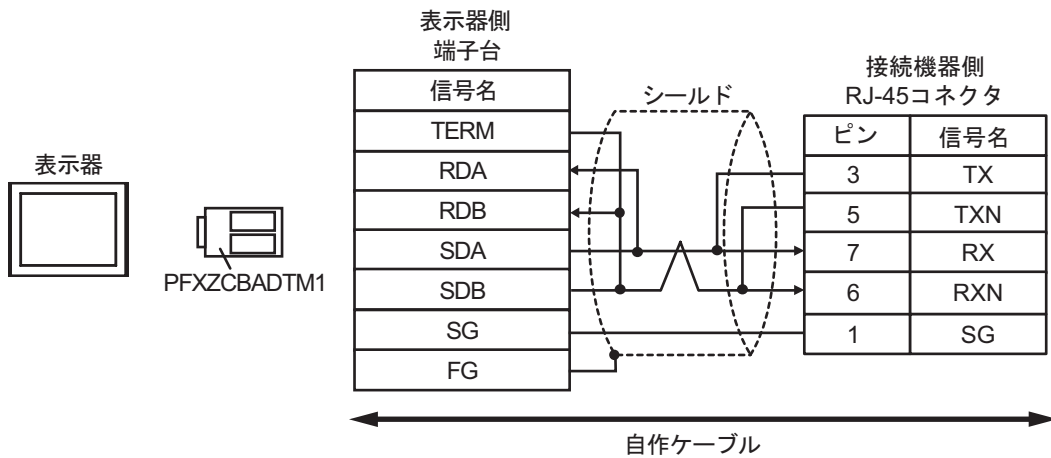 表示器
PFXZCBADTM1
表示器側
端子台
信号名
TERM
RDA
RDB
SDA
SDB
SG
FG
シールド
接続機器側
RJ-45コネクタ
ピン 信号名
3 TX
5 TXN
7 RX
6 RXN
1 SG
自作ケーブル